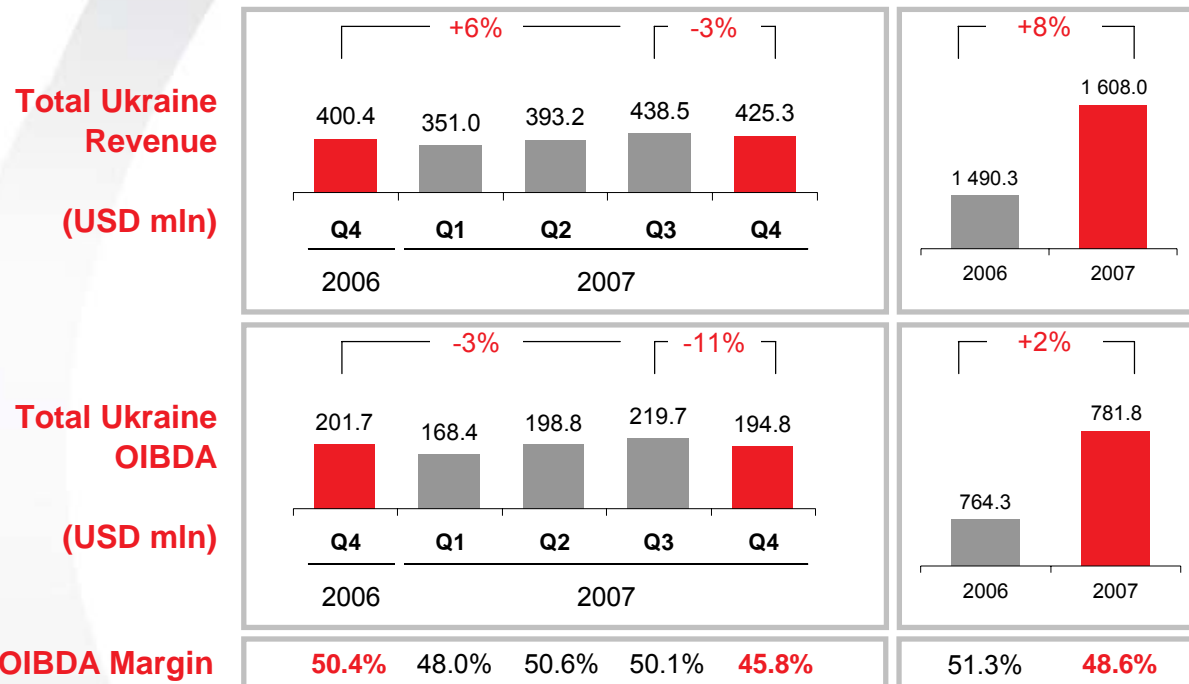 +6% -3% +8%
Total Ukraine
Revenue
(USD mln)
400.4 351.0 393.2 438.5 425.3
1 490.3 1 608.0
Q4 Q1 Q2 Q3 Q4
2006 2007
2006 2007
-3% -11% +2%
Total Ukraine
OIBDA
(USD mln)
201.7 168.4 198.8 219.7 194.8
764.3 781.8
Q4 Q1 Q2 Q3 Q4
2006 2007
2006 2007
OIBDA Margin 50.4% 48.0% 50.6% 50.1% 45.8% 51.3% 48.6%